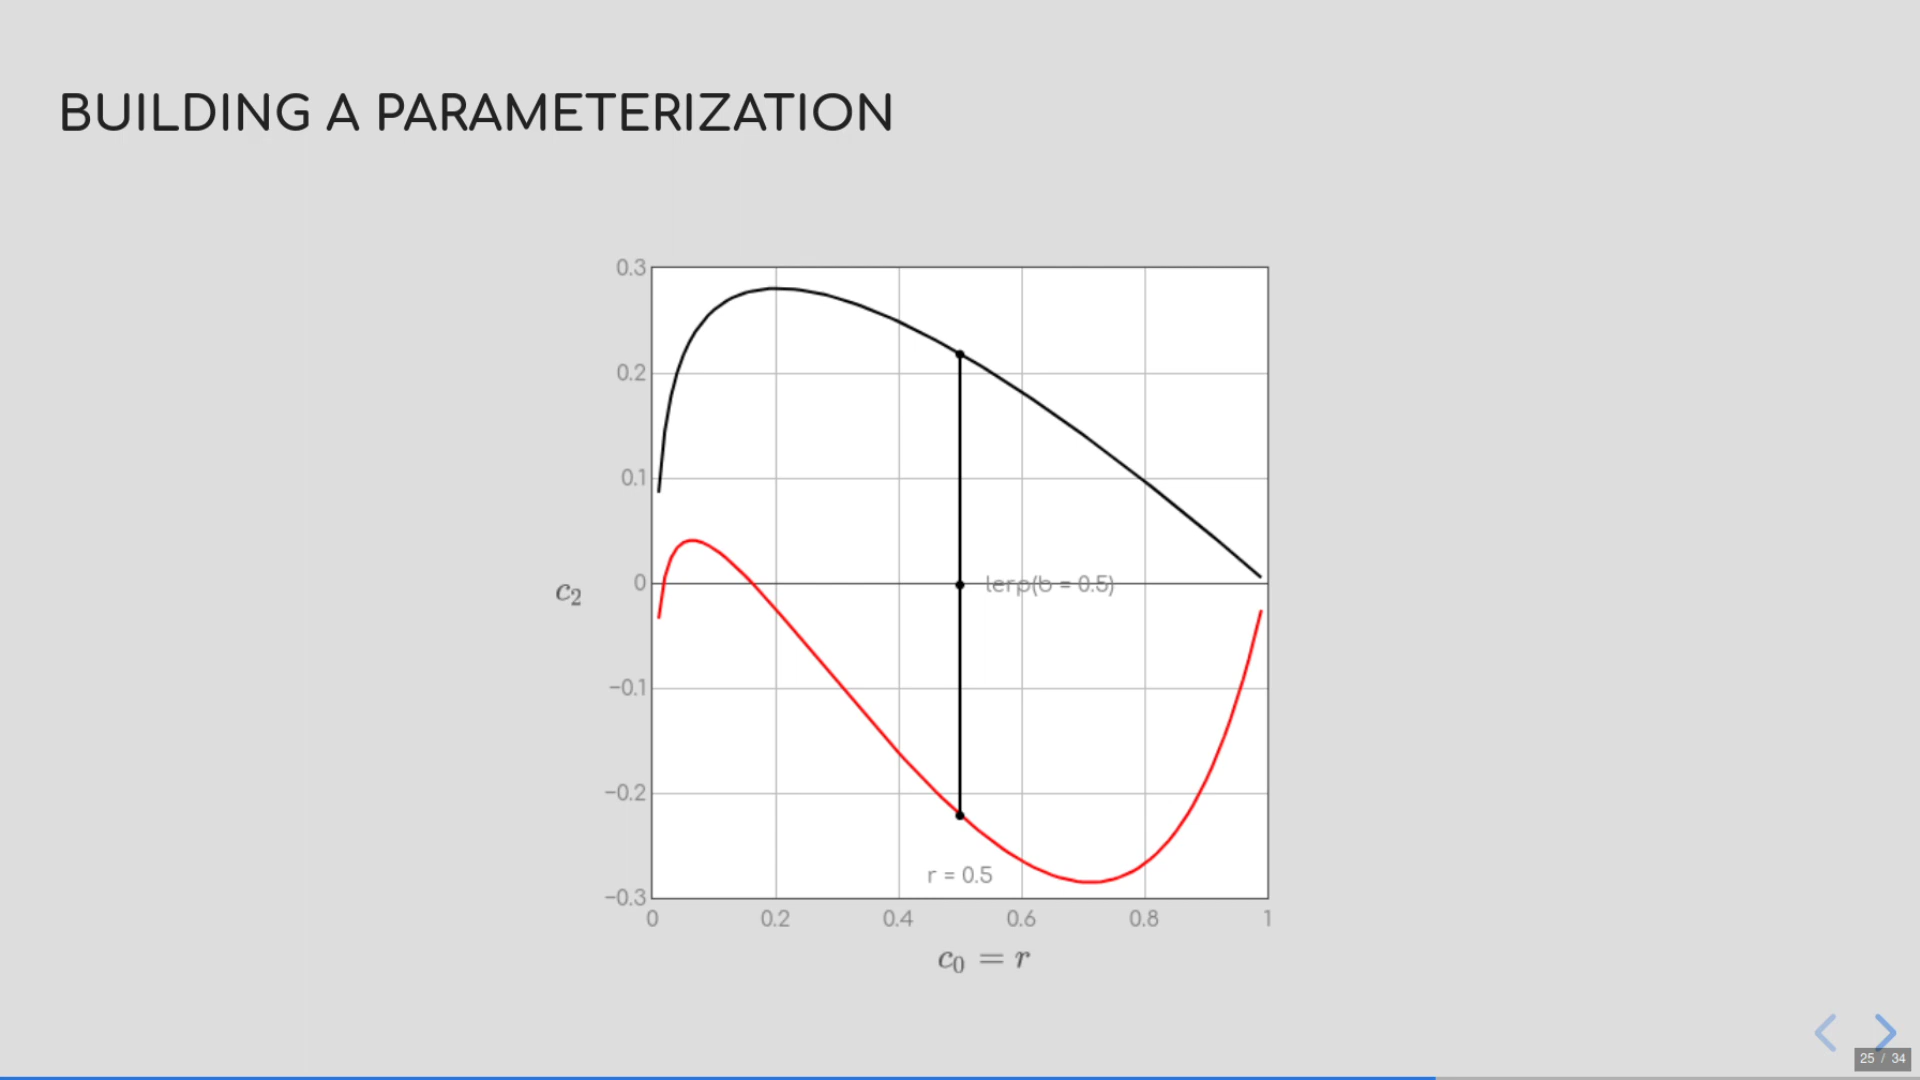 BUILDING A PARAMETERIZATION
0.3
0.2
0.1
0
−0.1
−0.2
−0.3
c₂
lerp(b = 0.5)
r = 0.5
0 0.2 0.4 0.6 0.8 1
c₀ = r
25 / 34